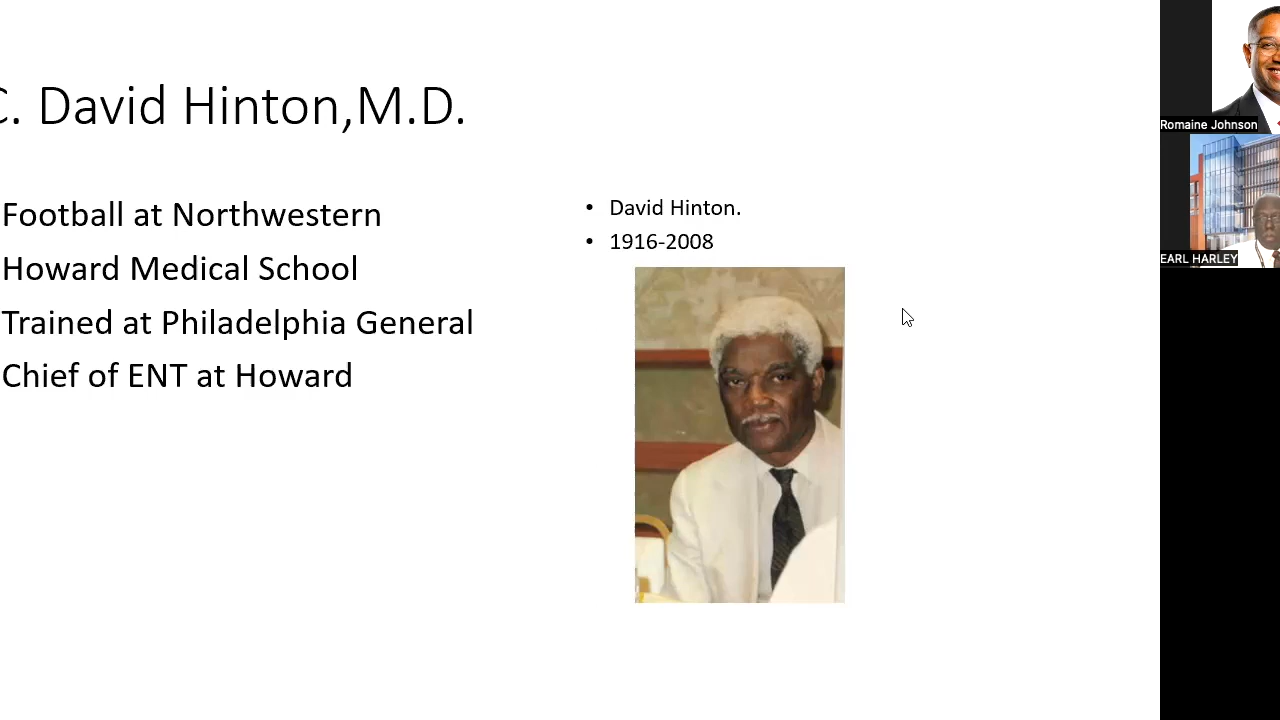 C. David Hinton,M.D.
Football at Northwestern
Howard Medical School
Trained at Philadelphia General
Chief of ENT at Howard
• David Hinton.
• 1916-2008
Romaine Johnson
EARL HARLEY